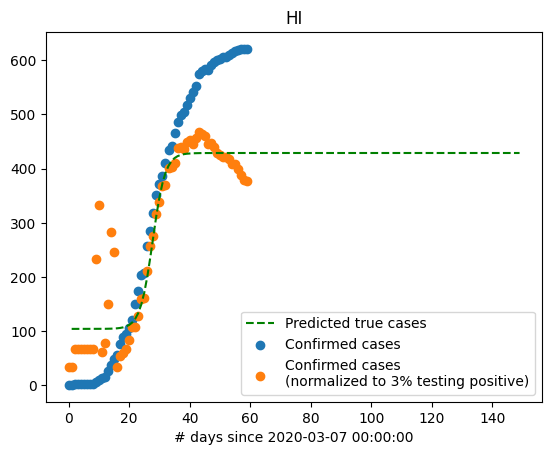 HI
600
500
400
300
200
100
0
Predicted true cases
Confirmed cases
Confirmed cases
(normalized to 3% testing positive)
0 20 40 60 80 100 120 140
# days since 2020-03-07 00:00:00